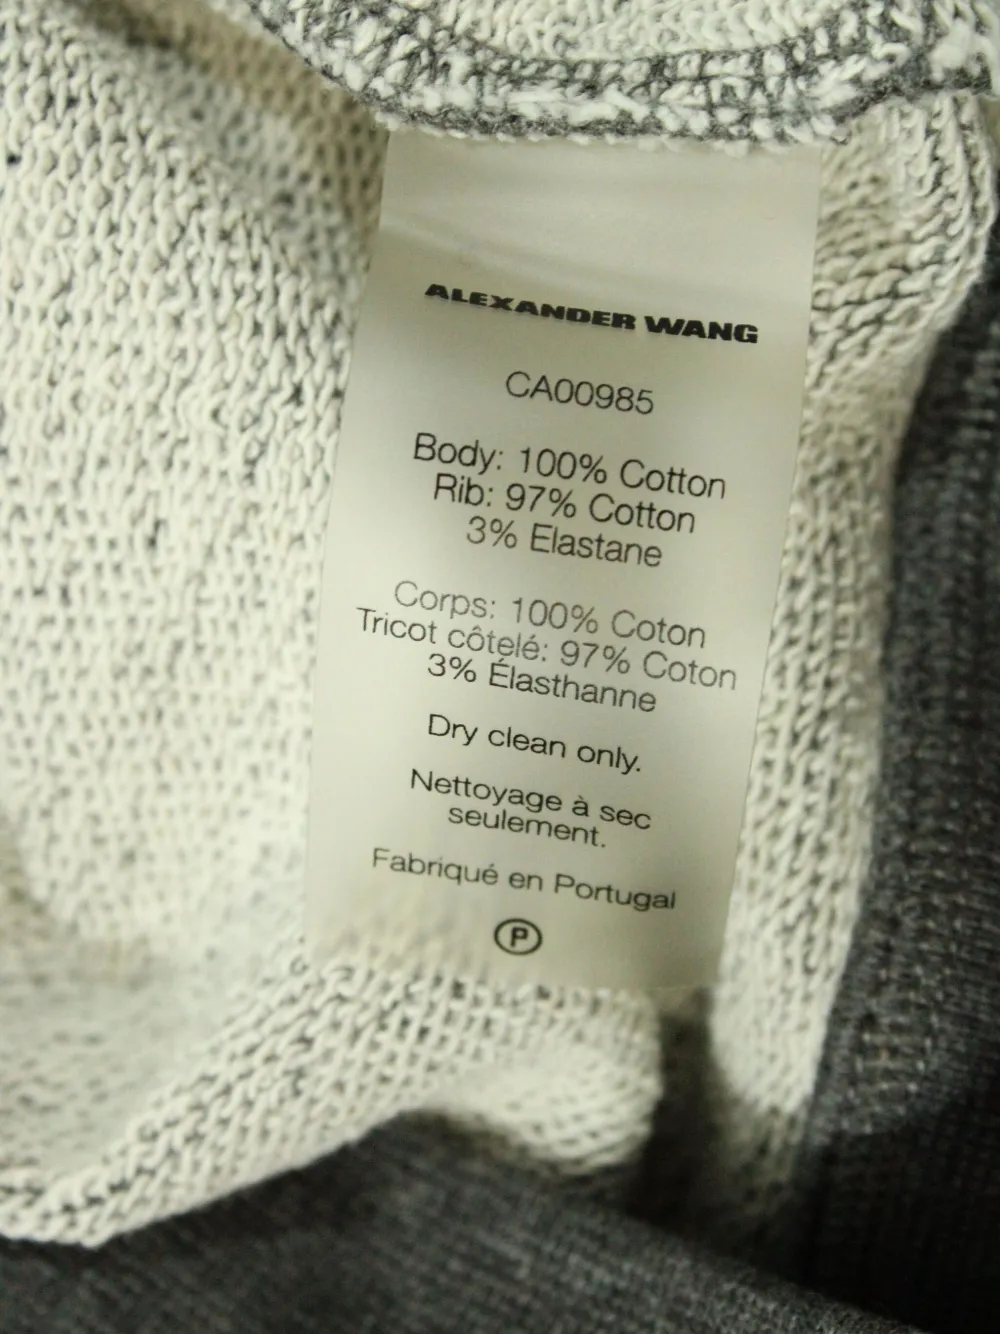 ALEXANDER WANG
CA00985
Body: 100% Cotton
Rib: 97% Cotton
3% Elastane
Corps: 100% Coton
Tricot côtelé: 97% Coton
3% Élasthanne
Dry clean only.
Nettoyage à sec
seulement.
Fabriqué en Portugal
P